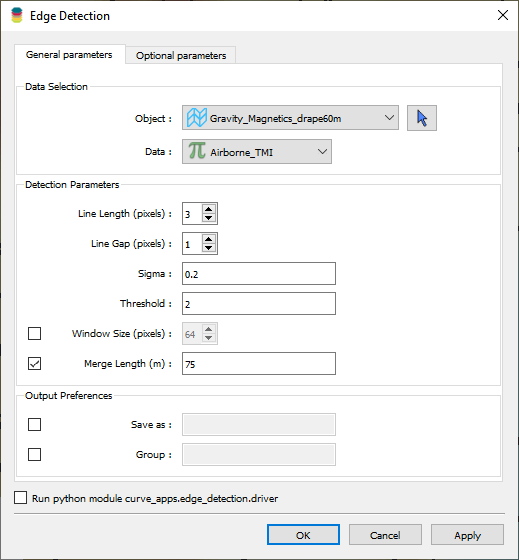 Edge Detection
General parameters
Optional parameters
Data Selection
Object : Gravity_Magnetics_drape60m
Data : Airborne_TMI
Detection Parameters
Line Length (pixels) : 3
Line Gap (pixels) : 1
Sigma : 0.2
Threshold : 2
Window Size (pixels) : 64
Merge Length (m) : 75
Output Preferences
Save as :
Group :
Run python module curve_apps.edge_detection.driver
OK
Cancel
Apply